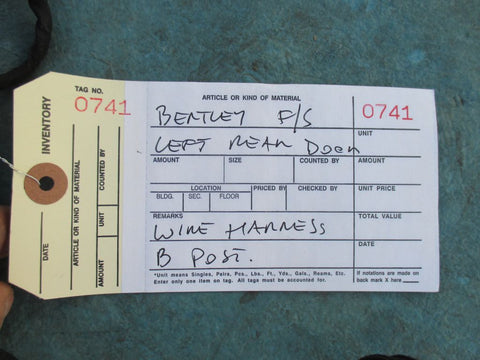 TAG NO.
0741
INVENTORY
DATE
ARTICLE OR KIND OF MATERIAL
AMOUNT UNIT COUNTED BY
ARTICLE OR KIND OF MATERIAL
0741
BENTLEY F/S
LEFT REAR DOOR
UNIT
AMOUNT SIZE COUNTED BY AMOUNT
LOCATION PRICED BY CHECKED BY UNIT PRICE
BLDG. SEC. FLOOR
REMARKS TOTAL VALUE
WIRE HARNESS
B POST.
DATE
*Unit means Singles, Pairs, Pcs., Lbs., Ft., Yds., Gals., Reams, Etc.
Enter only one item on tag. All tags must be accounted for.
If notations are made on
back mark X here